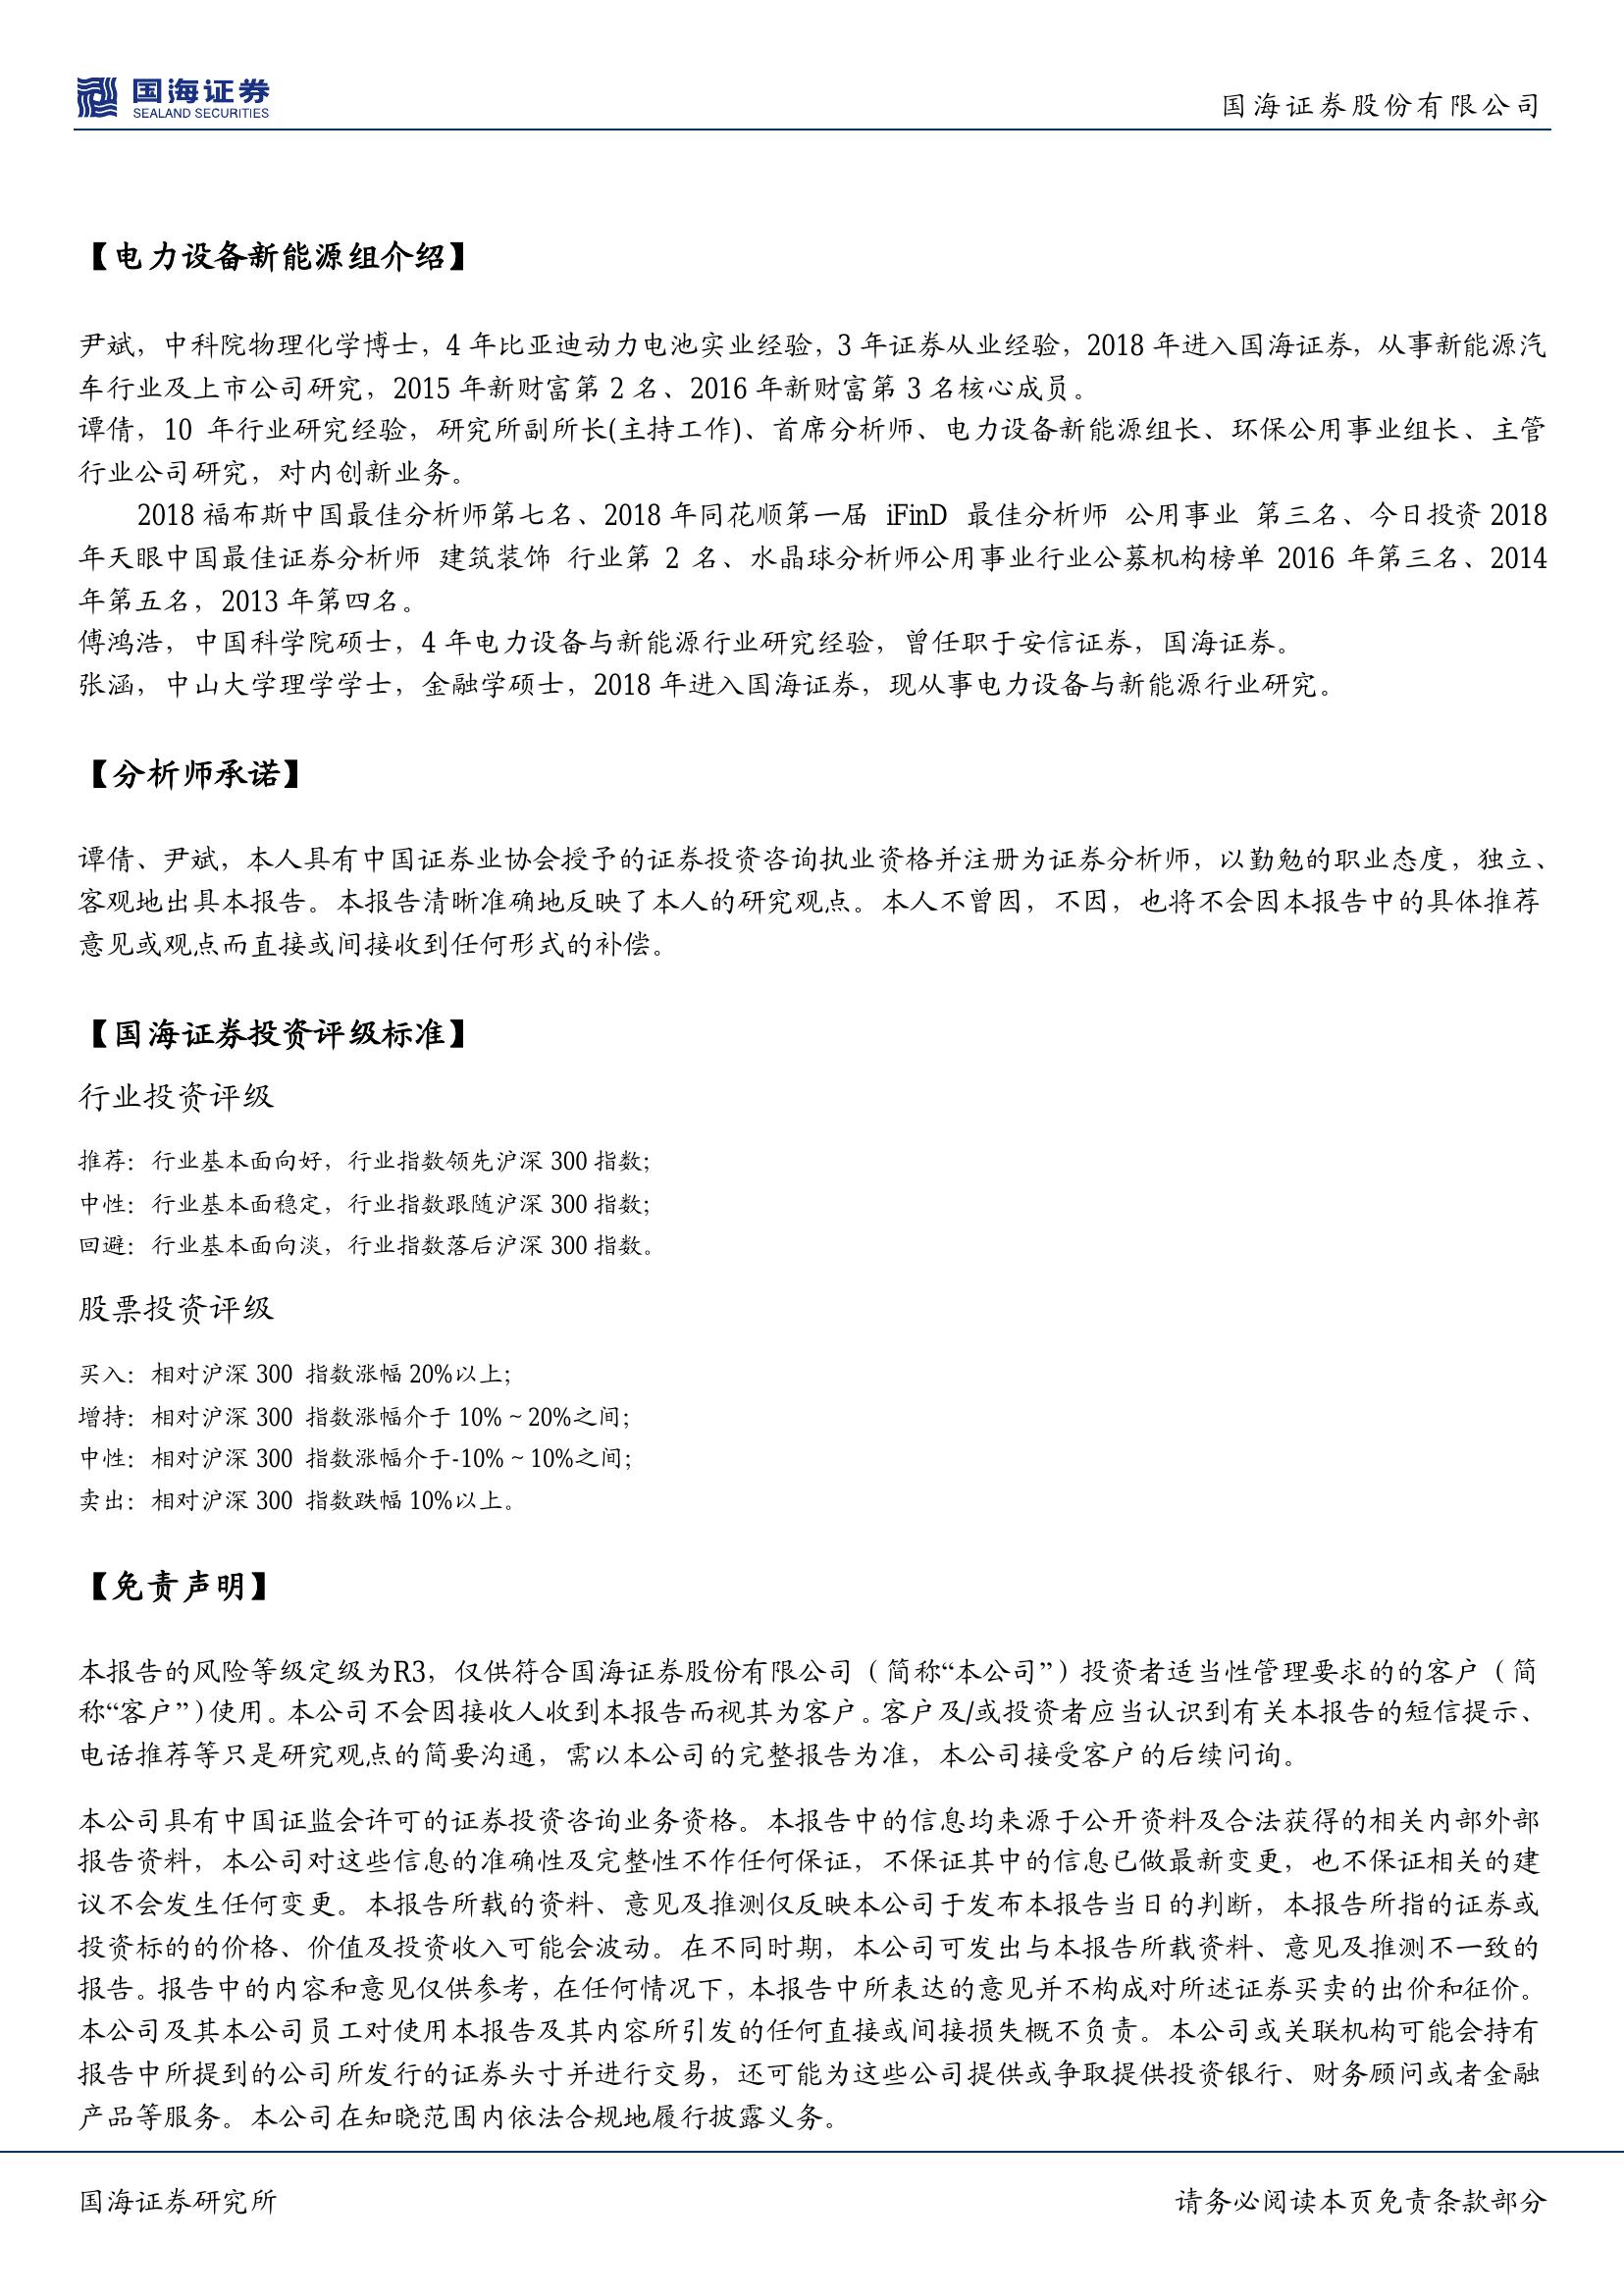 国海证券
SEALAND SECURITIES
国海证券股份有限公司
【电力设备新能源组介绍】
尹斌，中科院物理化学博士，4 年比亚迪动力电池实业经验，3 年证券从业经验，2018 年进入国海证券，从事新能源汽
车行业及上市公司研究，2015 年新财富第 2 名、2016 年新财富第 3 名核心成员。
谭倩，10 年行业研究经验，研究所副所长(主持工作)、首席分析师、电力设备新能源组长、环保公用事业组长、主管
行业公司研究，对内创新业务。
2018 福布斯中国最佳分析师第七名、2018 年同花顺第一届 iFinD 最佳分析师 公用事业 第三名、今日投资 2018
年天眼中国最佳证券分析师 建筑装饰 行业第 2 名、水晶球分析师公用事业行业公募机构榜单 2016 年第三名、2014
年第五名，2013 年第四名。
傅鸿浩，中国科学院硕士，4 年电力设备与新能源行业研究经验，曾任职于安信证券，国海证券。
张涵，中山大学理学学士，金融学硕士，2018 年进入国海证券，现从事电力设备与新能源行业研究。
【分析师承诺】
谭倩、尹斌，本人具有中国证券业协会授予的证券投资咨询执业资格并注册为证券分析师，以勤勉的职业态度，独立、
客观地出具本报告。本报告清晰准确地反映了本人的研究观点。本人不曾因，不因，也将不会因本报告中的具体推荐
意见或观点而直接或间接收到任何形式的补偿。
【国海证券投资评级标准】
行业投资评级
推荐：行业基本面向好，行业指数领先沪深 300 指数；
中性：行业基本面稳定，行业指数跟随沪深 300 指数；
回避：行业基本面向淡，行业指数落后沪深 300 指数。
股票投资评级
买入：相对沪深 300 指数涨幅 20%以上；
增持：相对沪深 300 指数涨幅介于 10%～20%之间；
中性：相对沪深 300 指数涨幅介于-10%～10%之间；
卖出：相对沪深 300 指数跌幅 10%以上。
【免责声明】
本报告的风险等级定级为R3，仅供符合国海证券股份有限公司（简称“本公司”）投资者适当性管理要求的的客户（简
称“客户”)使用。本公司不会因接收人收到本报告而视其为客户。客户及/或投资者应当认识到有关本报告的短信提示、
电话推荐等只是研究观点的简要沟通，需以本公司的完整报告为准，本公司接受客户的后续问询。
本公司具有中国证监会许可的证券投资咨询业务资格。本报告中的信息均来源于公开资料及合法获得的相关内部外部
报告资料，本公司对这些信息的准确性及完整性不作任何保证，不保证其中的信息已做最新变更，也不保证相关的建
议不会发生任何变更。本报告所载的资料、意见及推测仅反映本公司于发布本报告当日的判断，本报告所指的证券或
投资标的的价格、价值及投资收入可能会波动。在不同时期，本公司可发出与本报告所载资料、意见及推测不一致的
报告。报告中的内容和意见仅供参考，在任何情况下，本报告中所表达的意见并不构成对所述证券买卖的出价和征价。
本公司及其本公司员工对使用本报告及其内容所引发的任何直接或间接损失概不负责。本公司或关联机构可能会持有
报告中所提到的公司所发行的证券头寸并进行交易，还可能为这些公司提供或争取提供投资银行、财务顾问或者金融
产品等服务。本公司在知晓范围内依法合规地履行披露义务。
国海证券研究所
请务必阅读本页免责条款部分